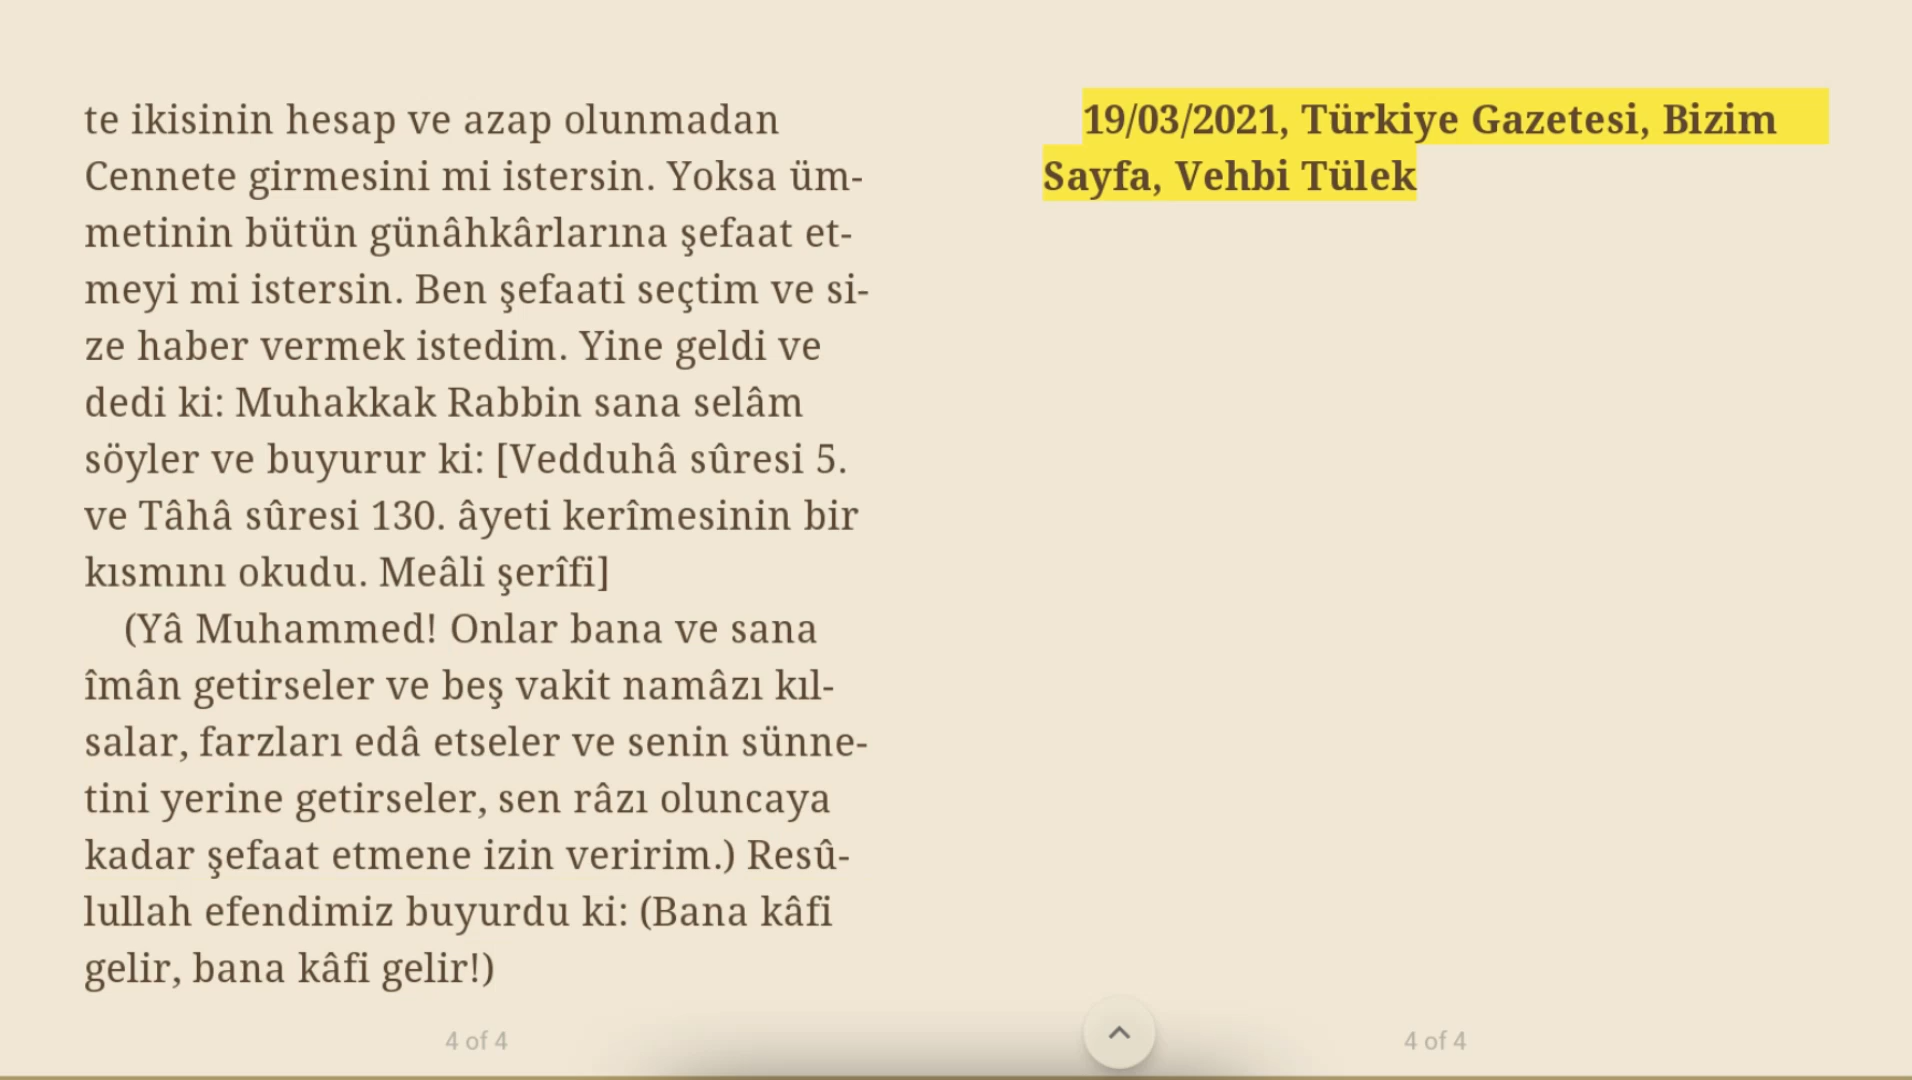 te ikisinin hesap ve azap olunmadan
Cennete girmesini mi istersin. Yoksa üm-
metinin bütün günâhkârlarına şefaat et-
meyi mi istersin. Ben şefaati seçtim ve si-
ze haber vermek istedim. Yine geldi ve
dedi ki: Muhakkak Rabbin sana selâm
söyler ve buyurur ki: [Vedduhâ sûresi 5.
ve Tâhâ sûresi 130. âyeti kerîmesinin bir
kısmını okudu. Meâli şerîfi]
(Yâ Muhammed! Onlar bana ve sana
îmân getirseler ve beş vakit namâzı kıl-
salar, farzları edâ etseler ve senin sünne-
tini yerine getirseler, sen râzı oluncaya
kadar şefaat etmene izin veririm.) Resû-
lullah efendimiz buyurdu ki: (Bana kâfi
gelir, bana kâfi gelir!)
4 of 4
19/03/2021, Türkiye Gazetesi, Bizim
Sayfa, Vehbi Tülek
4 of 4